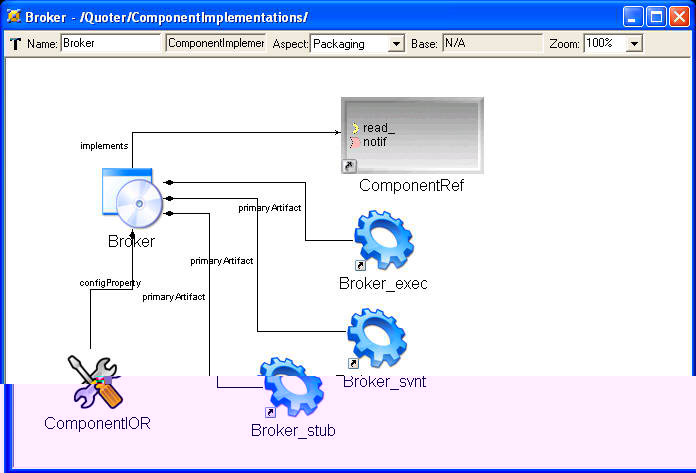 Broker - /Quoter/ComponentImplementations/
Name: Broker ComponentImplemer Aspect: Packaging Base: N/A Zoom: 100%
read_
implements
notif
ComponentRef
primaryArtifact
Broker
primaryArtifact
configProperty
Broker_exec
primaryArtifact
Broker_svnt
ComponentIOR
Broker_stub